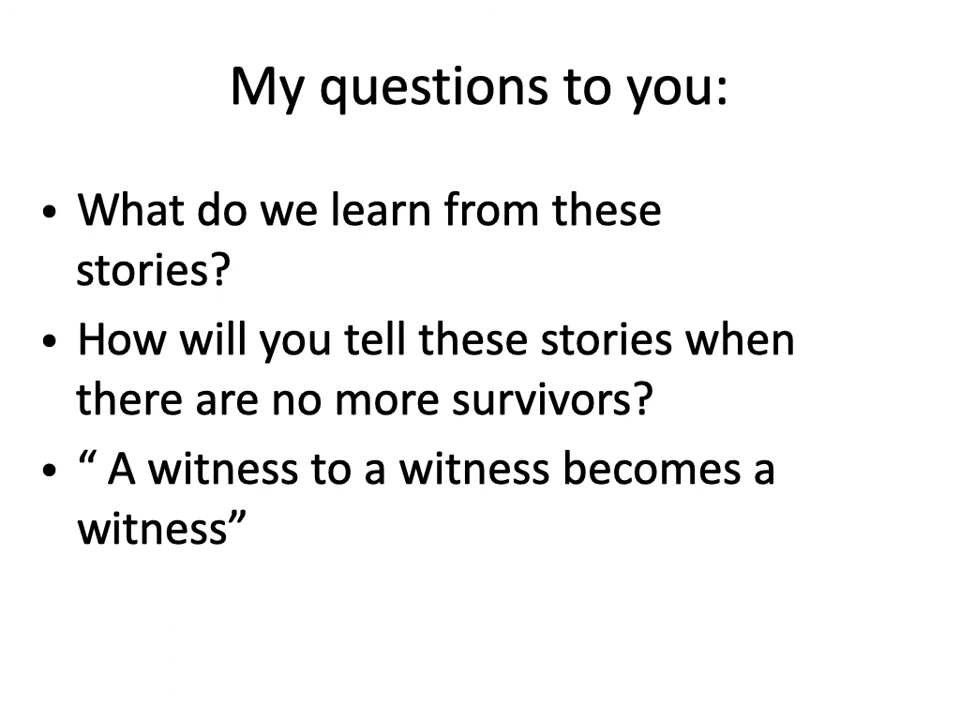 My questions to you:
• What do we learn from these
stories?
• How will you tell these stories when
there are no more survivors?
• “ A witness to a witness becomes a
witness”